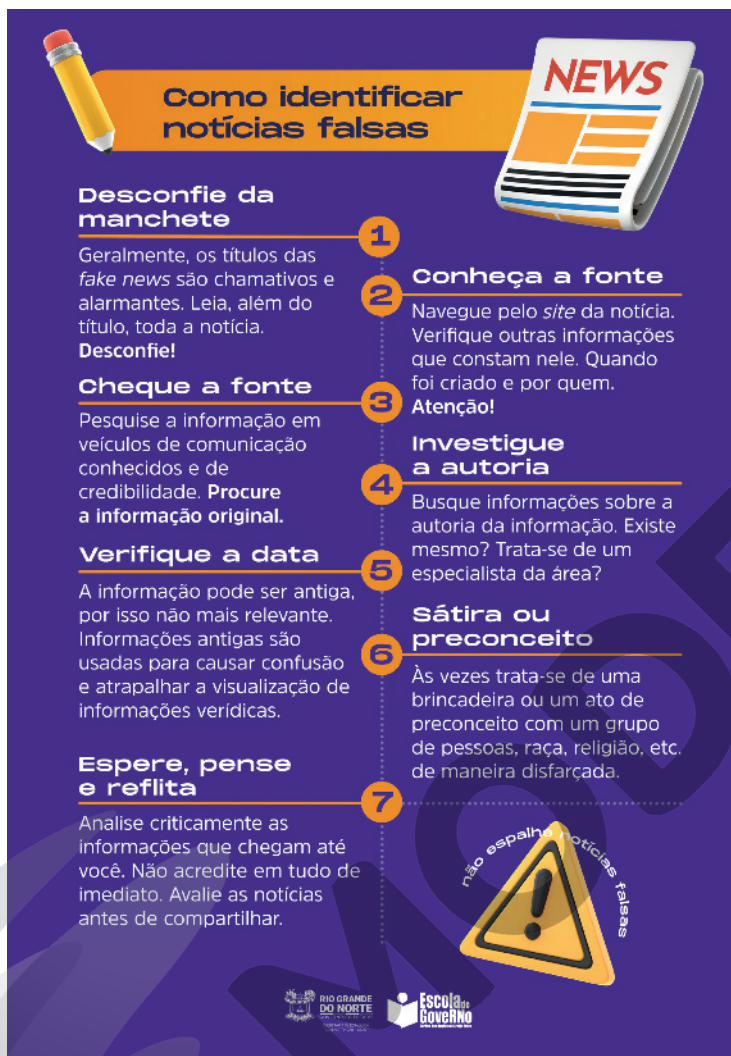 NEWS
Como identificar
notícias falsas
Desconfie da
manchete
1
Geralmente, os títulos das
fake news são chamativos e
alarmantes. Leia, além do
título, toda a notícia.
Desconfie!
Conheça a fonte
2
Navegue pelo site da notícia.
Verifique outras informações
que constam nele. Quando
foi criado e por quem.
Atenção!
Cheque a fonte
3
Pesquise a informação em
veículos de comunicação
conhecidos e de
credibilidade. Procure
a informação original.
Investigue
a autoria
4
Busque informações sobre a
autoria da informação. Existe
mesmo? Trata-se de um
especialista da área?
Verifique a data
5
A informação pode ser antiga,
por isso não mais relevante.
Informações antigas são
usadas para causar confusão
e atrapalhar a visualização de
informações verídicas.
Sátira ou
preconceito
6
Às vezes trata-se de uma
brincadeira ou um ato de
preconceito com um grupo
de pessoas, raça, religião, etc.
de maneira disfarçada.
Espere, pense
e reflita
7
Analise criticamente as
informações que chegam até
você. Não acredite em tudo de
imediato. Avalie as notícias
antes de compartilhar.
não espalhe notícias falsas
RIO GRANDE
DO NORTE
Escola de
GoveRNo